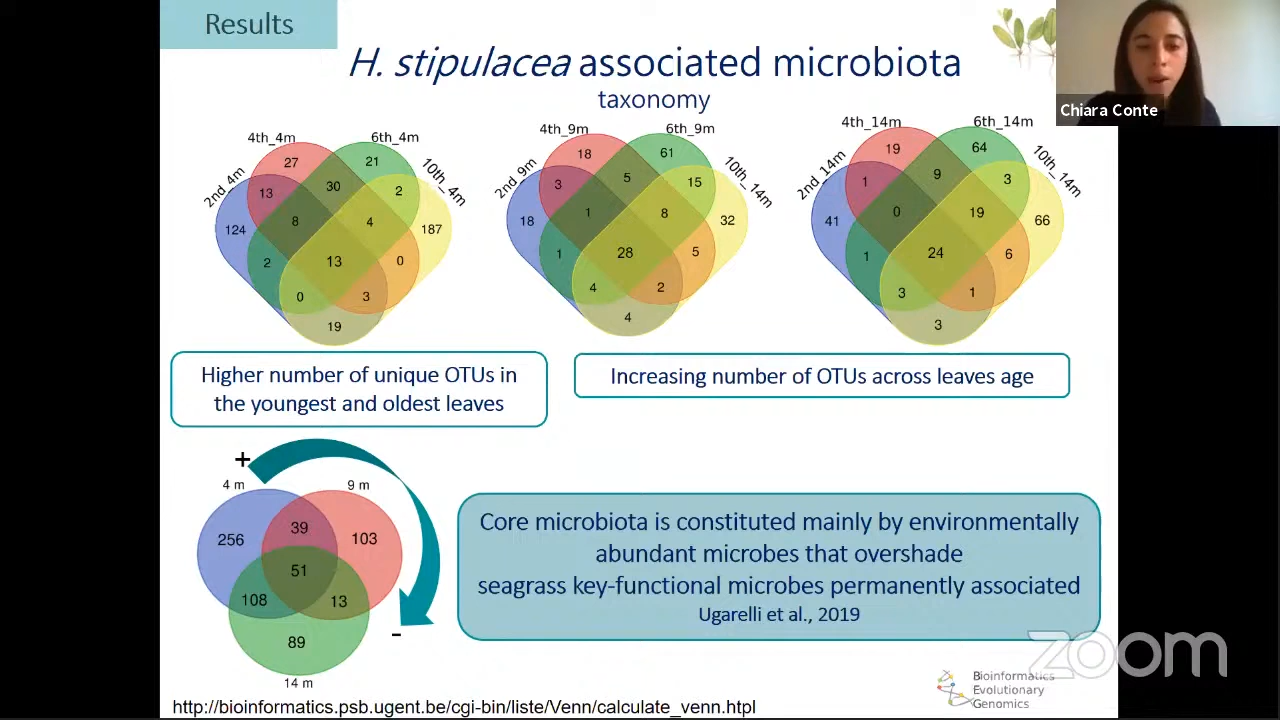 Results
H. stipulacea associated microbiota
taxonomy
Chiara Conte
2nd_4m
4th_4m
6th_4m
10th_4m
27
21
13
30
2
124
8
4
187
2
13
0
0
3
19
2nd_9m
4th_9m
6th_9m
10th_14m
18
61
3
5
15
18
1
8
32
1
28
5
4
2
4
2nd_14m
4th_14m
6th_14m
10th_14m
19
64
1
9
3
41
0
19
66
1
24
6
3
1
3
Higher number of unique OTUs in
the youngest and oldest leaves
Increasing number of OTUs across leaves age
+
4 m
9 m
256
39
103
51
108
13
89
14 m
-
Core microbiota is constituted mainly by environmentally
abundant microbes that overshade
seagrass key-functional microbes permanently associated
Ugarelli et al., 2019
zoom
Bioinformatics
Evolutionary
Genomics
http://bioinformatics.psb.ugent.be/cgi-bin/liste/Venn/calculate_venn.htpl